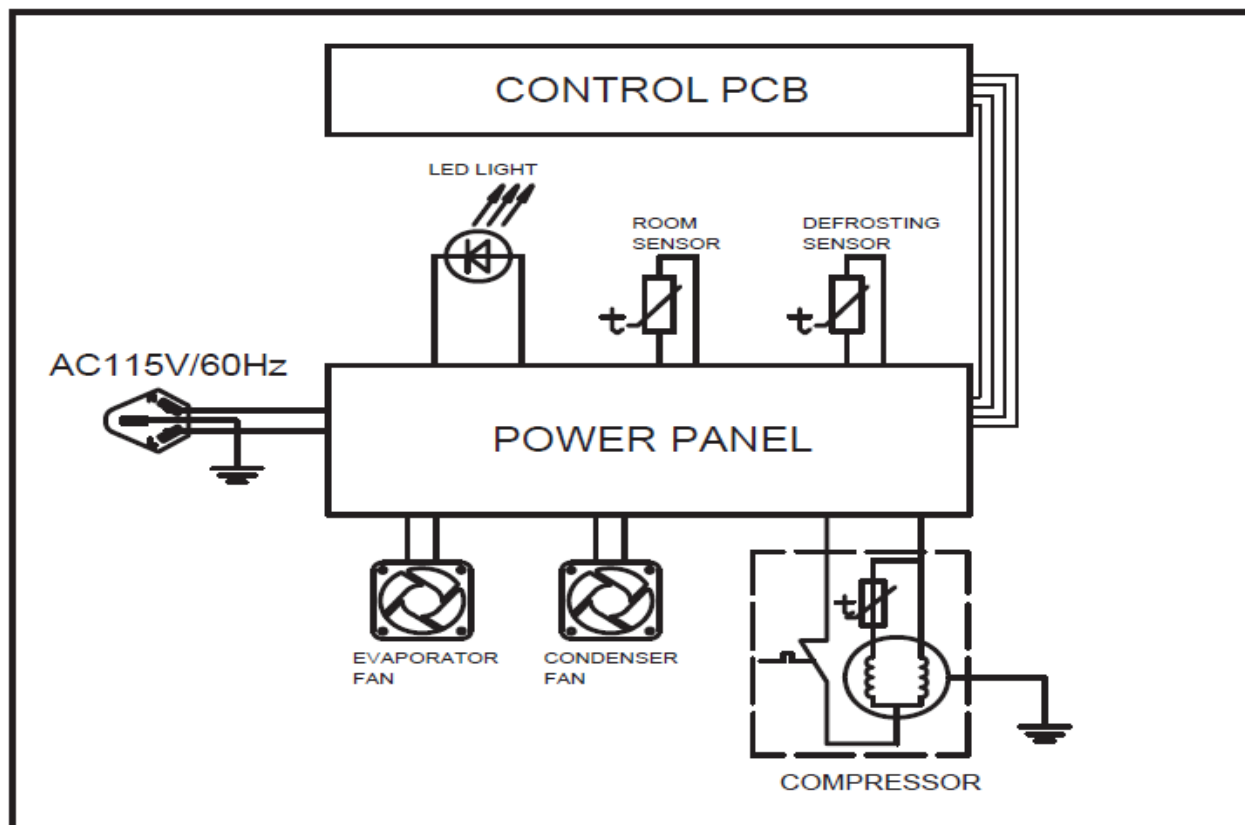 CONTROL PCB
LED LIGHT
ROOM
SENSOR
DEFROSTING
SENSOR
t
t
AC115V/60Hz
POWER PANEL
EVAPORATOR
FAN
CONDENSER
FAN
t
COMPRESSOR